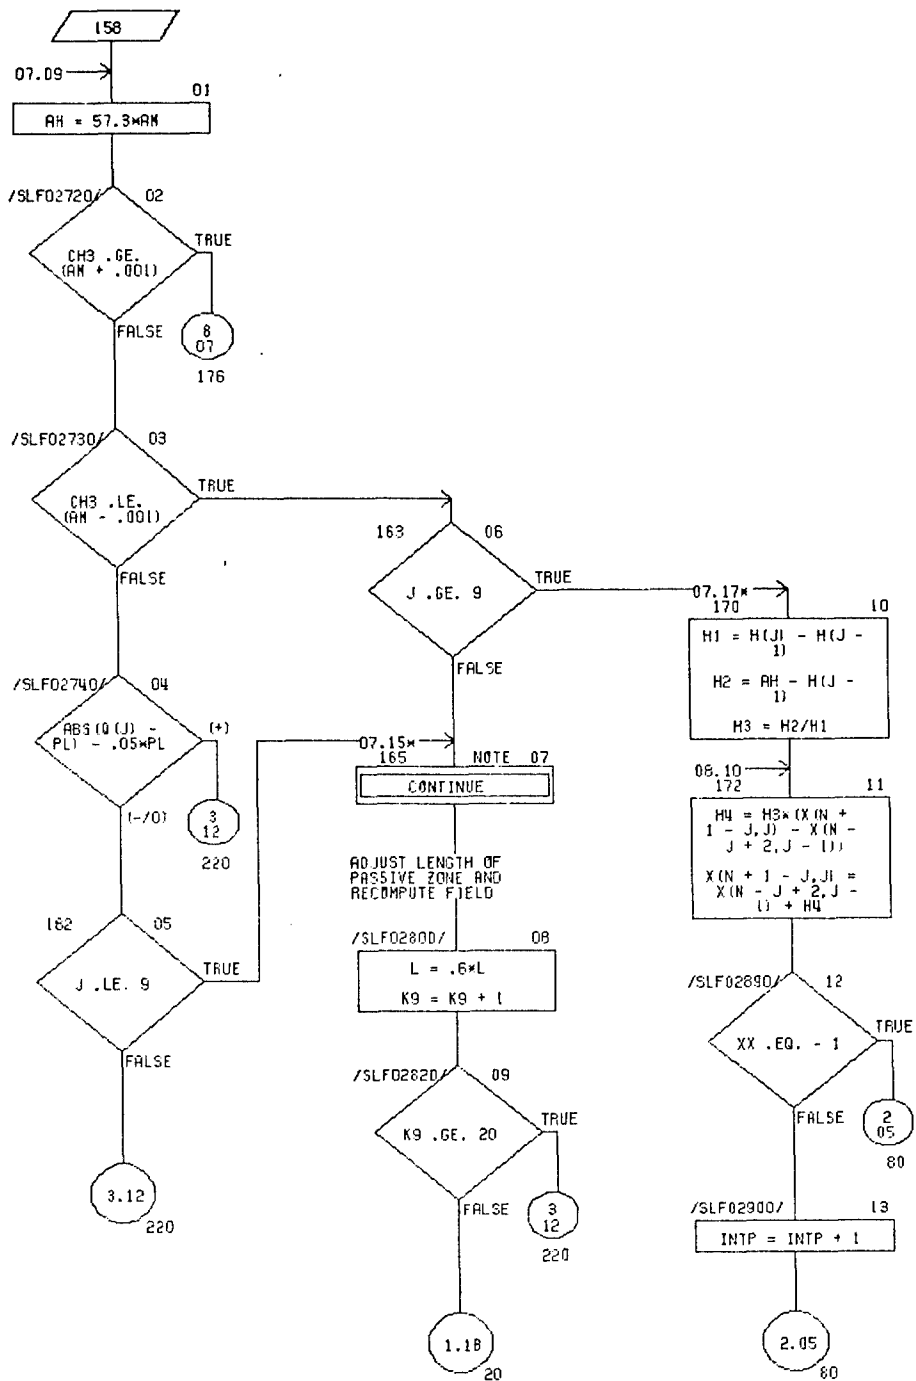 158
07.09
01
AH = 57.3*AM
/SLF02720/ 02
TRUE
CH3 .GE.
(AM + .001)
FALSE
8
07
176
/SLF02730/ 03
TRUE
CH3 .LE.
(AM - .001)
FALSE
/SLF02740/ 04
(+)
ABS(Q(J) -
PL) - .05*PL
(-/0)
3
12
220
162 05
TRUE
J .LE. 9
FALSE
3.12
220
163 06
TRUE
J .GE. 9
FALSE
07.15*
165 NOTE 07
CONTINUE
ADJUST LENGTH OF
PASSIVE ZONE AND
RECOMPUTE FIELD
/SLF02800/ 08
L = .6*L
K9 = K9 + 1
/SLF02820/ 09
TRUE
K9 .GE. 20
FALSE
3
12
220
1.18
20
07.17*
170 10
H1 = H(J) - H(J -
1)
H2 = AH - H(J -
1)
H3 = H2/H1
08.10
172 11
H4 = H3*(X(N +
1 - J,J) - X(N -
J + 2,J - 1))
X(N + 1 - J,J) =
X(N - J + 2,J -
1) + H4
/SLF02890/ 12
TRUE
XX .EQ. - 1
FALSE
2
05
80
/SLF02900/ 13
INTP = INTP + 1
2.05
80